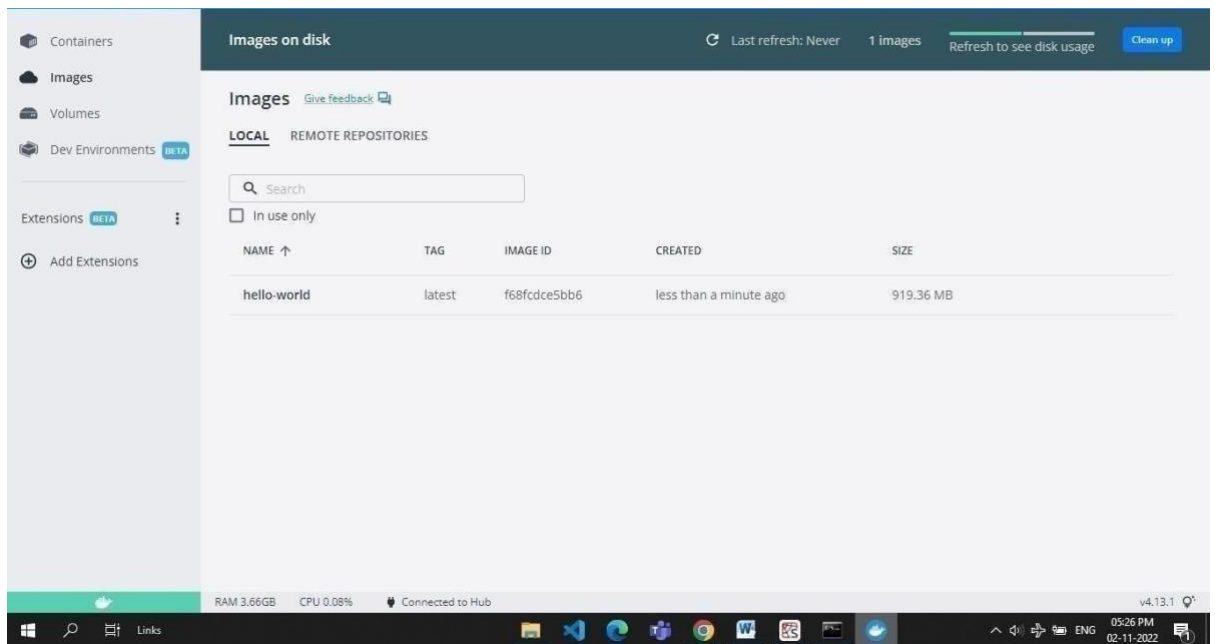 Containers
Images
Volumes
Dev Environments BETA
Extensions BETA
Add Extensions
Images on disk
Last refresh: Never
1 images
Refresh to see disk usage
Clean up
Images Give feedback
LOCAL REMOTE REPOSITORIES
Search
In use only
NAME TAG IMAGE ID CREATED SIZE
hello-world latest f68fcdce5bb6 less than a minute ago 919.36 MB
RAM 3.66GB CPU 0.08% Connected to Hub v4.13.1
Links
ENG
05:26 PM
02-11-2022